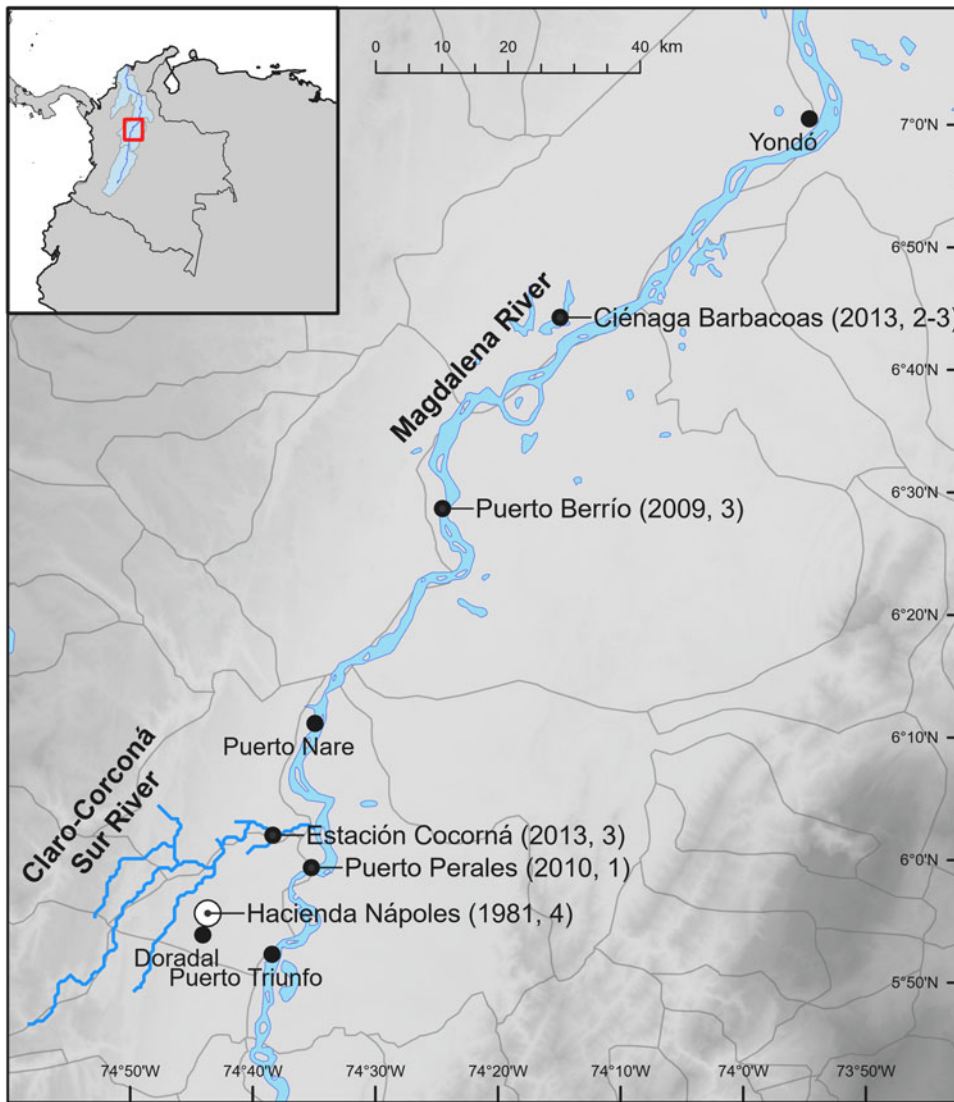 0 20 40 km
7°0'N
Yondó
6°50'N
Magdalena River
Ciénaga Barbacoas (2013, 2-3)
6°40'N
6°30'N
Puerto Berrío (2009, 3)
6°20'N
6°10'N
Puerto Nare
Claro-Corconá
Sur River
Estación Cocorná (2013, 3)
6°0'N
Puerto Perales (2010, 1)
Hacienda Nápoles (1981, 4)
Doradal
Puerto Triunfo
5°50'N
74°50'W 74°40'W 74°30'W 74°20'W 74°10'W 74°0'W 73°50'W